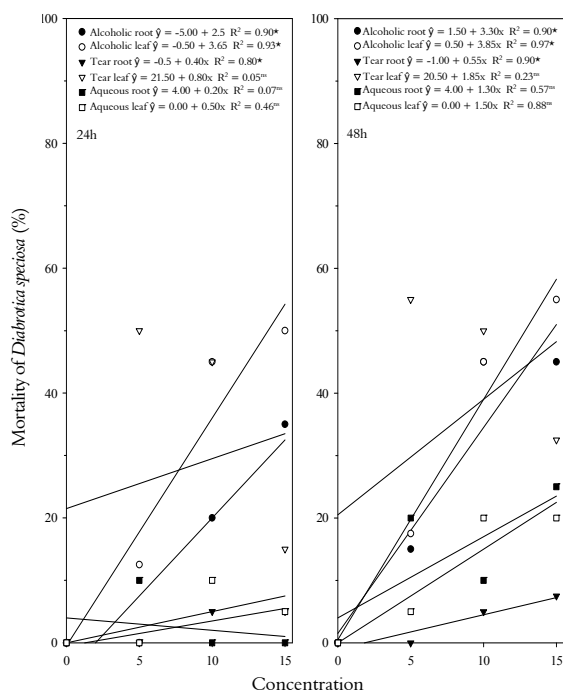 100
80
60
40
20
0
Mortality of Diabrotica speciosa (%)
Alcoholic root ŷ = -5.00 + 2.5 R² = 0.90*
Alcoholic leaf ŷ = -0.50 + 3.65 R² = 0.93*
Tear root ŷ = -0.5 + 0.40x R² = 0.80*
Tear leaf ŷ = 21.50 + 0.80x R² = 0.05ns
Aqueous root ŷ = 4.00 + 0.20x R² = 0.07ns
Aqueous leaf ŷ = 0.00 + 0.50x R² = 0.46ns
24h
0 5 10 15
100
80
60
40
20
0
Alcoholic root ŷ = 1.50 + 3.30x R² = 0.90*
Alcoholic leaf ŷ = 0.50 + 3.85x R² = 0.97*
Tear root ŷ = -1.00 + 0.55x R² = 0.90*
Tear leaf ŷ = 20.50 + 1.85x R² = 0.23ns
Aqueous root ŷ = 4.00 + 1.30x R² = 0.57ns
Aqueous leaf ŷ = 0.00 + 1.50x R² = 0.88ns
48h
0 5 10 15
Concentration